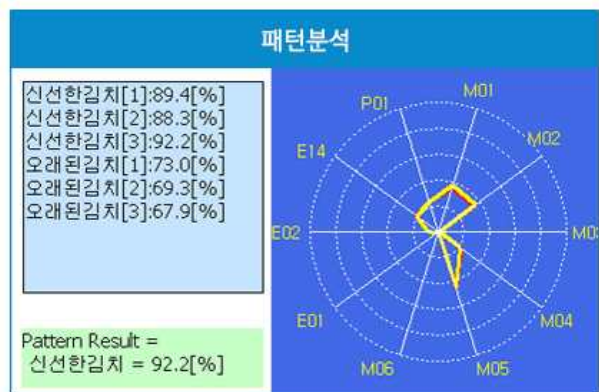 패턴분석
신선한김치[1]:89.4[%]
신선한김치[2]:88.3[%]
신선한김치[3]:92.2[%]
오래된김치[1]:73.0[%]
오래된김치[2]:69.3[%]
오래된김치[3]:67.9[%]
Pattern Result =
신선한김치 = 92.2[%]
M01
P01
M02
E14
E02
E01
M04
M06
M05